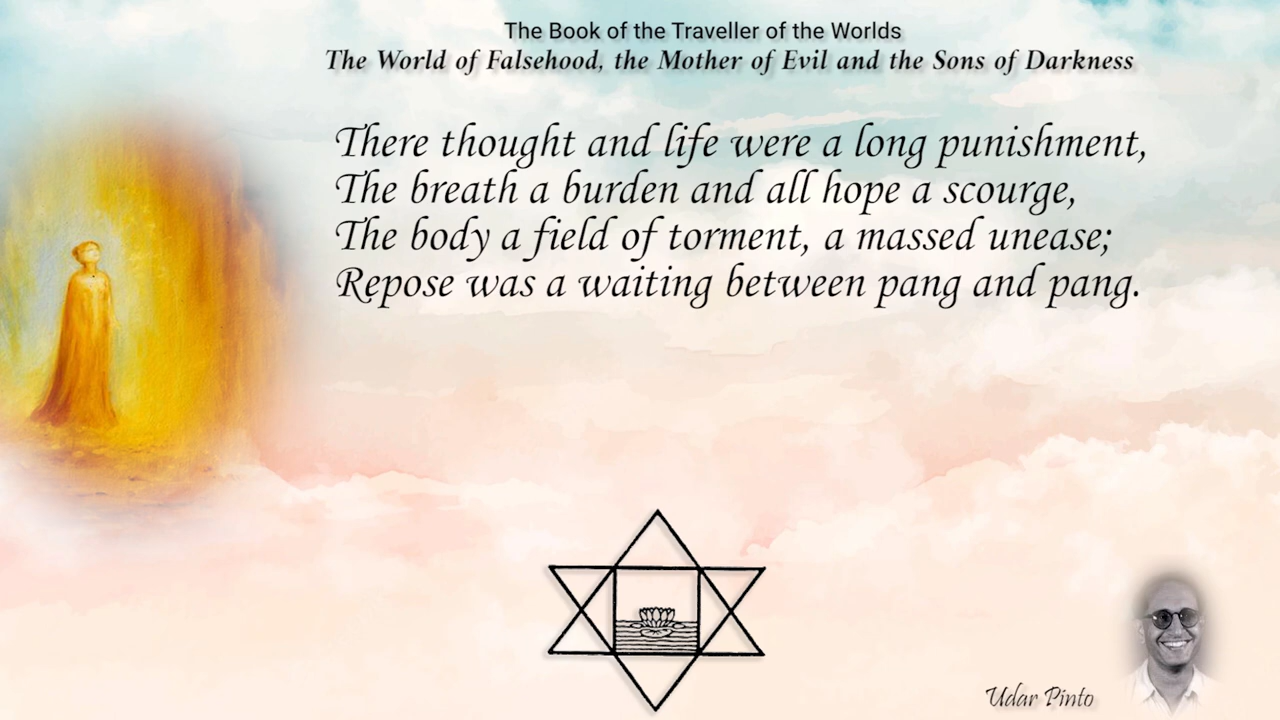 The Book of the Traveller of the Worlds
The World of Falsehood, the Mother of Evil and the Sons of Darkness
There thought and life were a long punishment,
The breath a burden and all hope a scourge,
The body a field of torment, a massed unease;
Repose was a waiting between pang and pang.
Udar Pinto